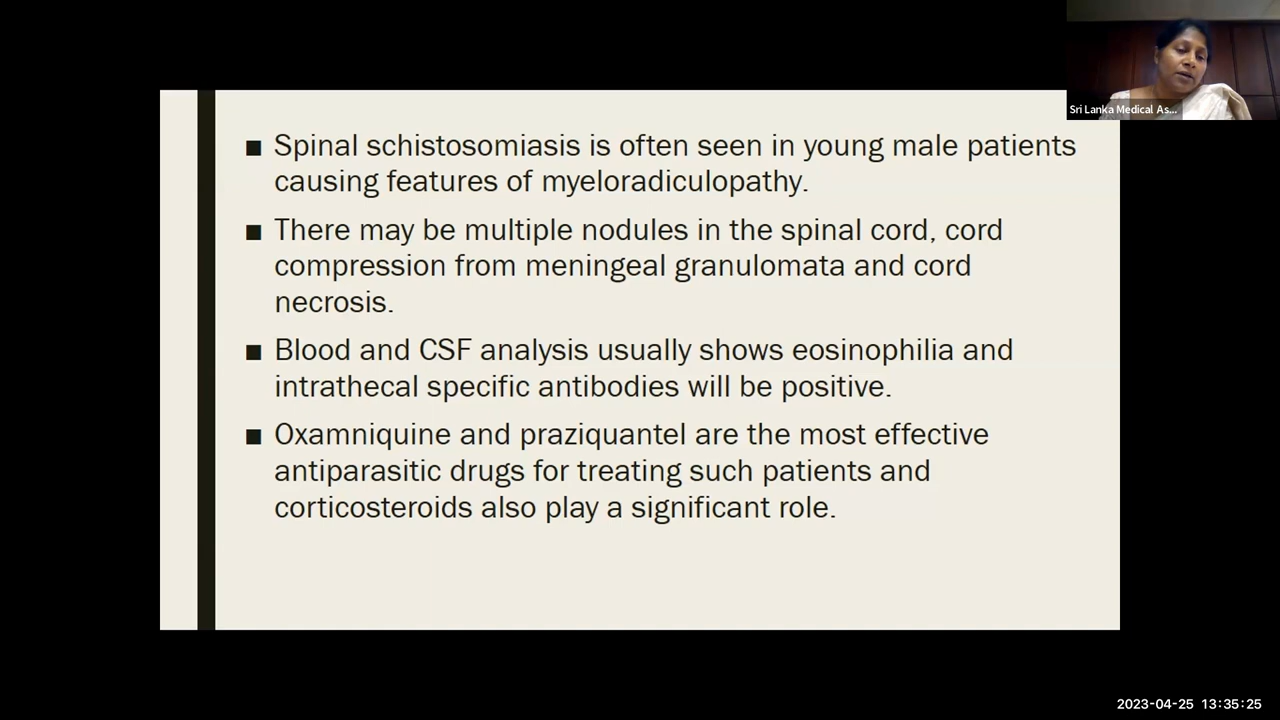 Sri Lanka Medical As...
■ Spinal schistosomiasis is often seen in young male patients
causing features of myeloradiculopathy.
■ There may be multiple nodules in the spinal cord, cord
compression from meningeal granulomata and cord
necrosis.
■ Blood and CSF analysis usually shows eosinophilia and
intrathecal specific antibodies will be positive.
■ Oxamniquine and praziquantel are the most effective
antiparasitic drugs for treating such patients and
corticosteroids also play a significant role.
2023-04-25 13:35:25